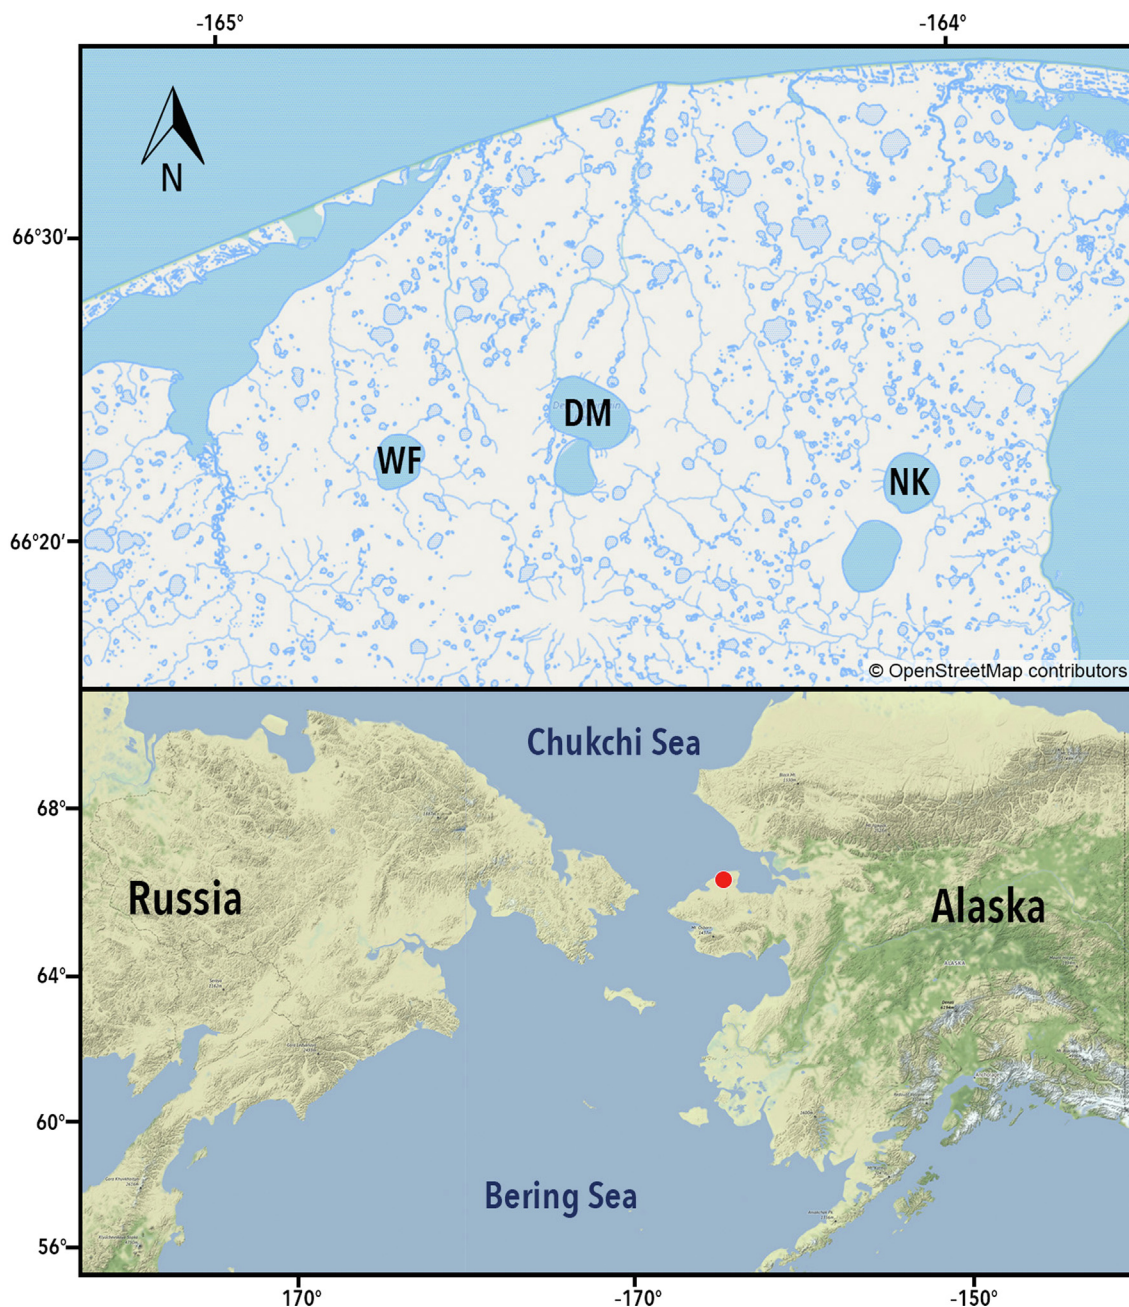 -165° -164°
N
66°30′
DM
WF
NK
66°20′
© OpenStreetMap contributors
Chukchi Sea
68°
Russia
Alaska
ALASKA
64°
60°
Bering Sea
56°
170° -170° -150°